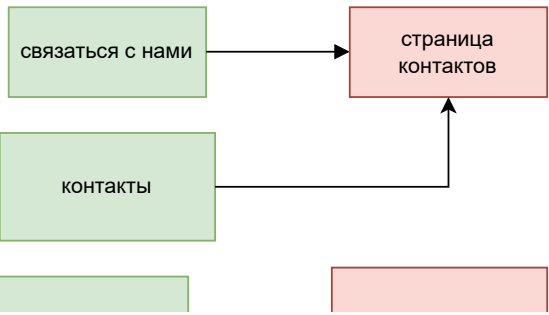 связаться с нами
страница
контактов
контакты